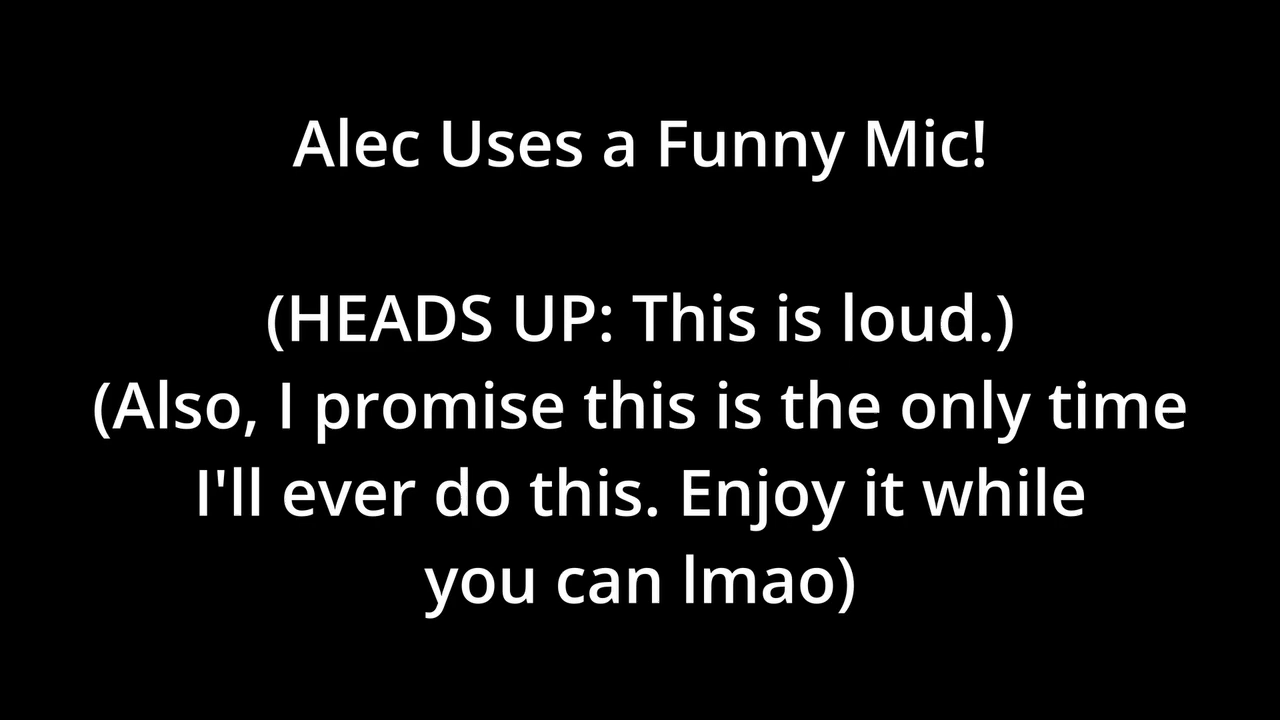 Alec Uses a Funny Mic!
(HEADS UP: This is loud.)
(Also, I promise this is the only time
I'll ever do this. Enjoy it while
you can lmao)